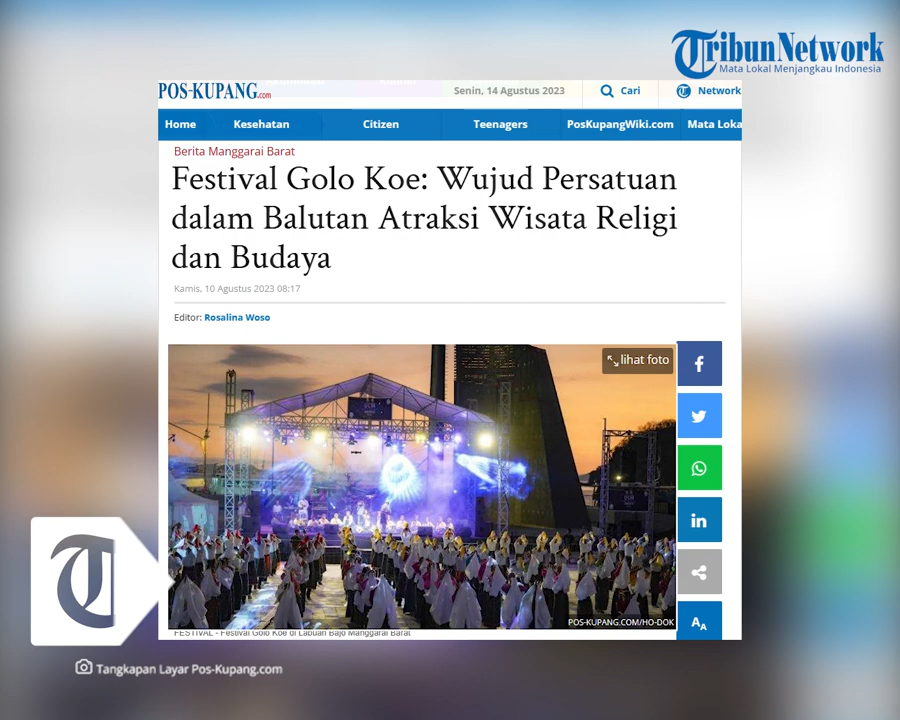 Tribun Network
Mata Lokal Menjangkau Indonesia
POS-KUPANG.com
Senin, 14 Agustus 2023
Cari
Network
Home
Kesehatan
Citizen
Teenagers
PosKupangWiki.com
Mata Loka
Berita Manggarai Barat
Festival Golo Koe: Wujud Persatuan
dalam Balutan Atraksi Wisata Religi
dan Budaya
Kamis, 10 Agustus 2023 08:17
Editor: Rosalina Woso
lihat foto
POS-KUPANG.COM/HO-DOK
FESTIVAL - Festival Golo Koe di Labuan Bajo Manggarai Barat
Tangkapan Layar Pos-Kupang.com